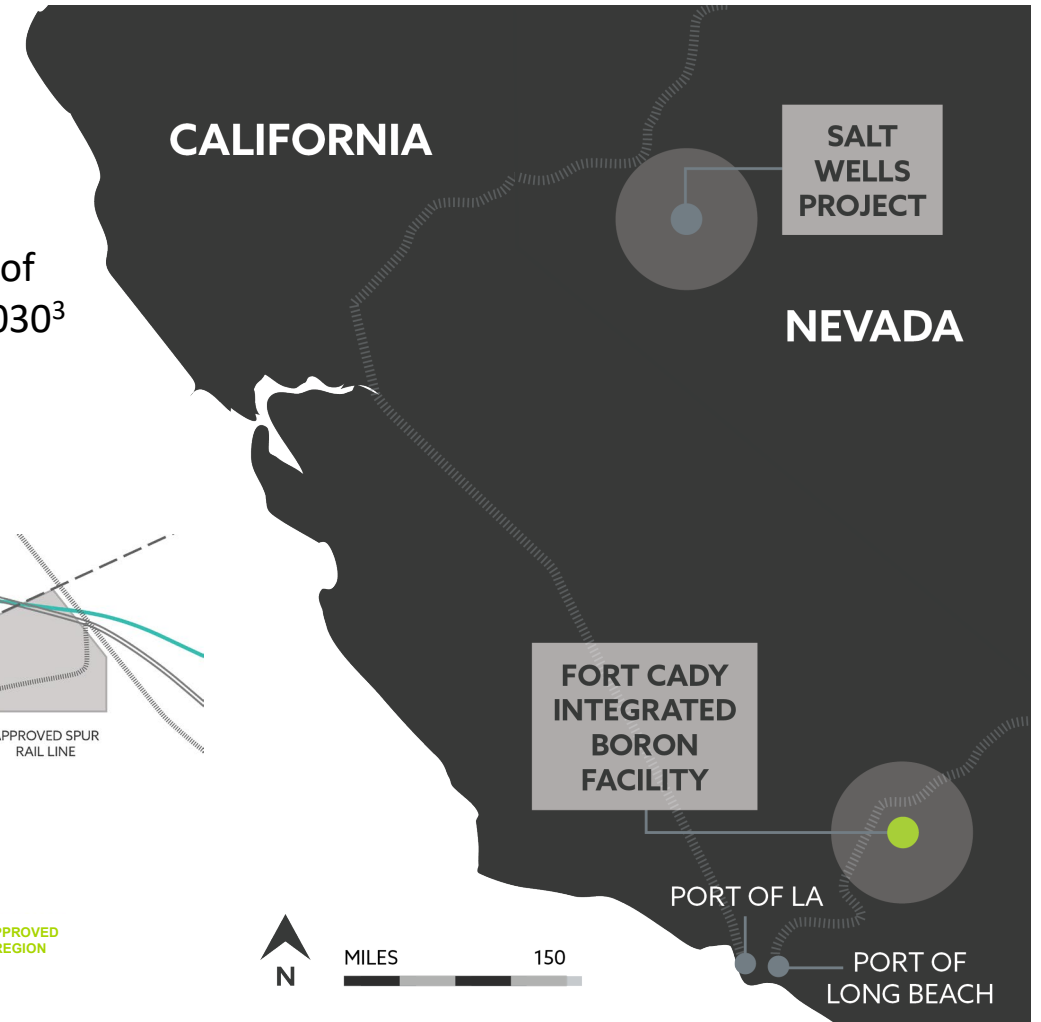 CALIFORNIA
SALT
WELLS
PROJECT
of
030³
NEVADA
PPROVED SPUR
RAIL LINE
FORT CADY
INTEGRATED
BORON
FACILITY
PORT OF LA
PPROVED
REGION
N
MILES 150
PORT OF
LONG BEACH